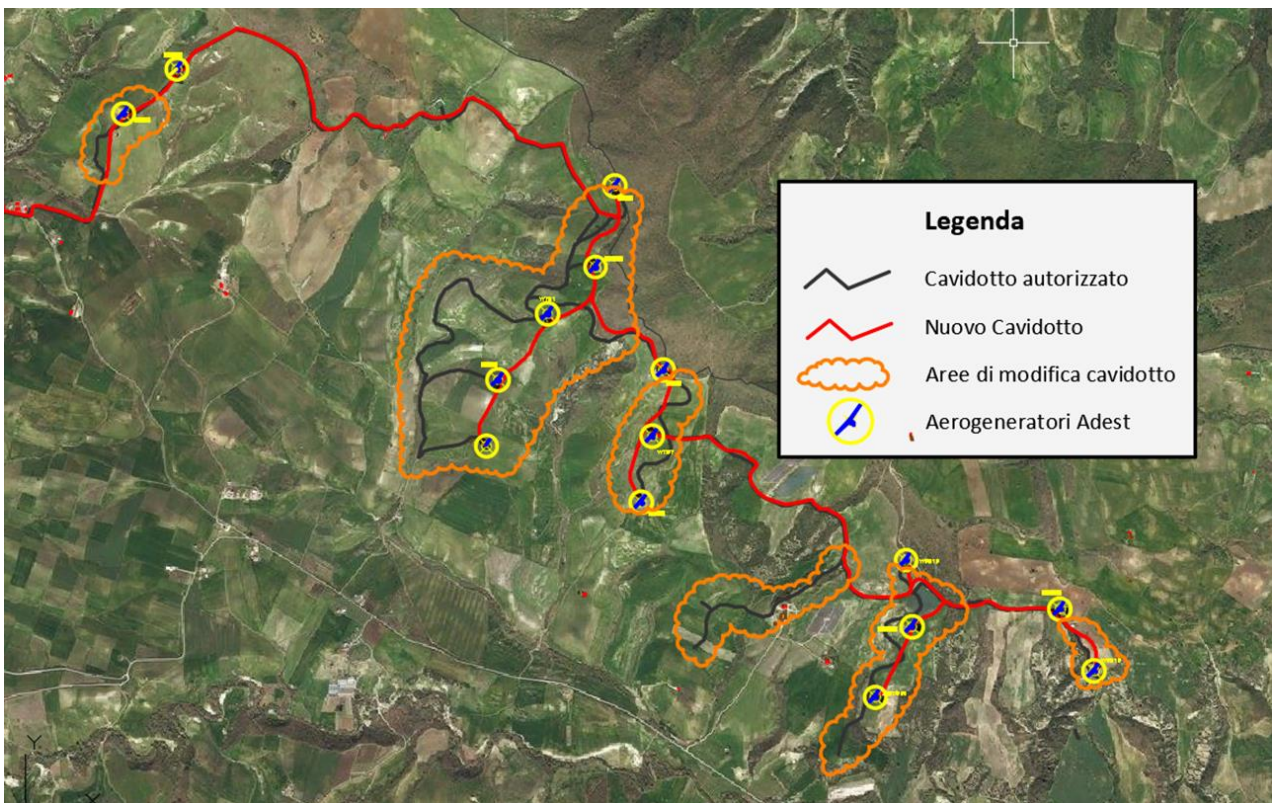 Legenda
Cavidotto autorizzato
Nuovo Cavidotto
Aree di modifica cavidotto
Aerogeneratori Adest
Y